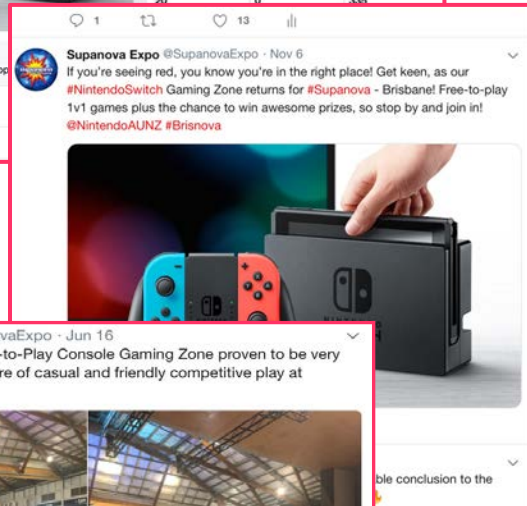 1 13
Supanova Expo @SupanovaExpo · Nov 6
If you're seeing red, you know you're in the right place! Get keen, as our
#NintendoSwitch Gaming Zone returns for #Supanova - Brisbane! Free-to-play
1v1 games plus the chance to win awesome prizes, so stop by and join in!
@NintendoAUNZ #Brisnova
vaExpo · Jun 16
-to-Play Console Gaming Zone proven to be very
re of casual and friendly competitive play at
ble conclusion to the